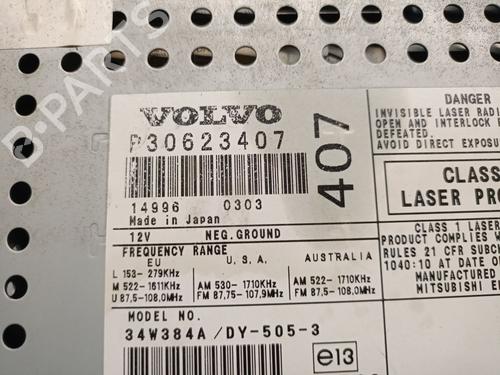 B-PARTS
VOLVO
P30623407
407
14996 0303
Made in Japan
12V NEG.GROUND
FREQUENCY RANGE
EU U. S. A. AUSTRALIA
L 153- 279KHz
M 522- 1611KHz AM 530- 1710KHz AM 522- 1710KHz
U 87,5-108.0MHz FM 87,75- 107,9MHz FM 87.5- 108.0MHz
MODEL NO.
34W384A /DY-505-3
e13
DANGER
INVISIBLE LASER RADI
OPEN AND INTERLOCK
DEFEATED.
AVOID DIRECT EXPOSU
CLASS
LASER PRO
CLASS 1 LASER
PRODUCT COMPLIES W
RULES 21 CFR SUBC
1040:10 AT DATE O
MANUFACTURED
MITSUBISHI E